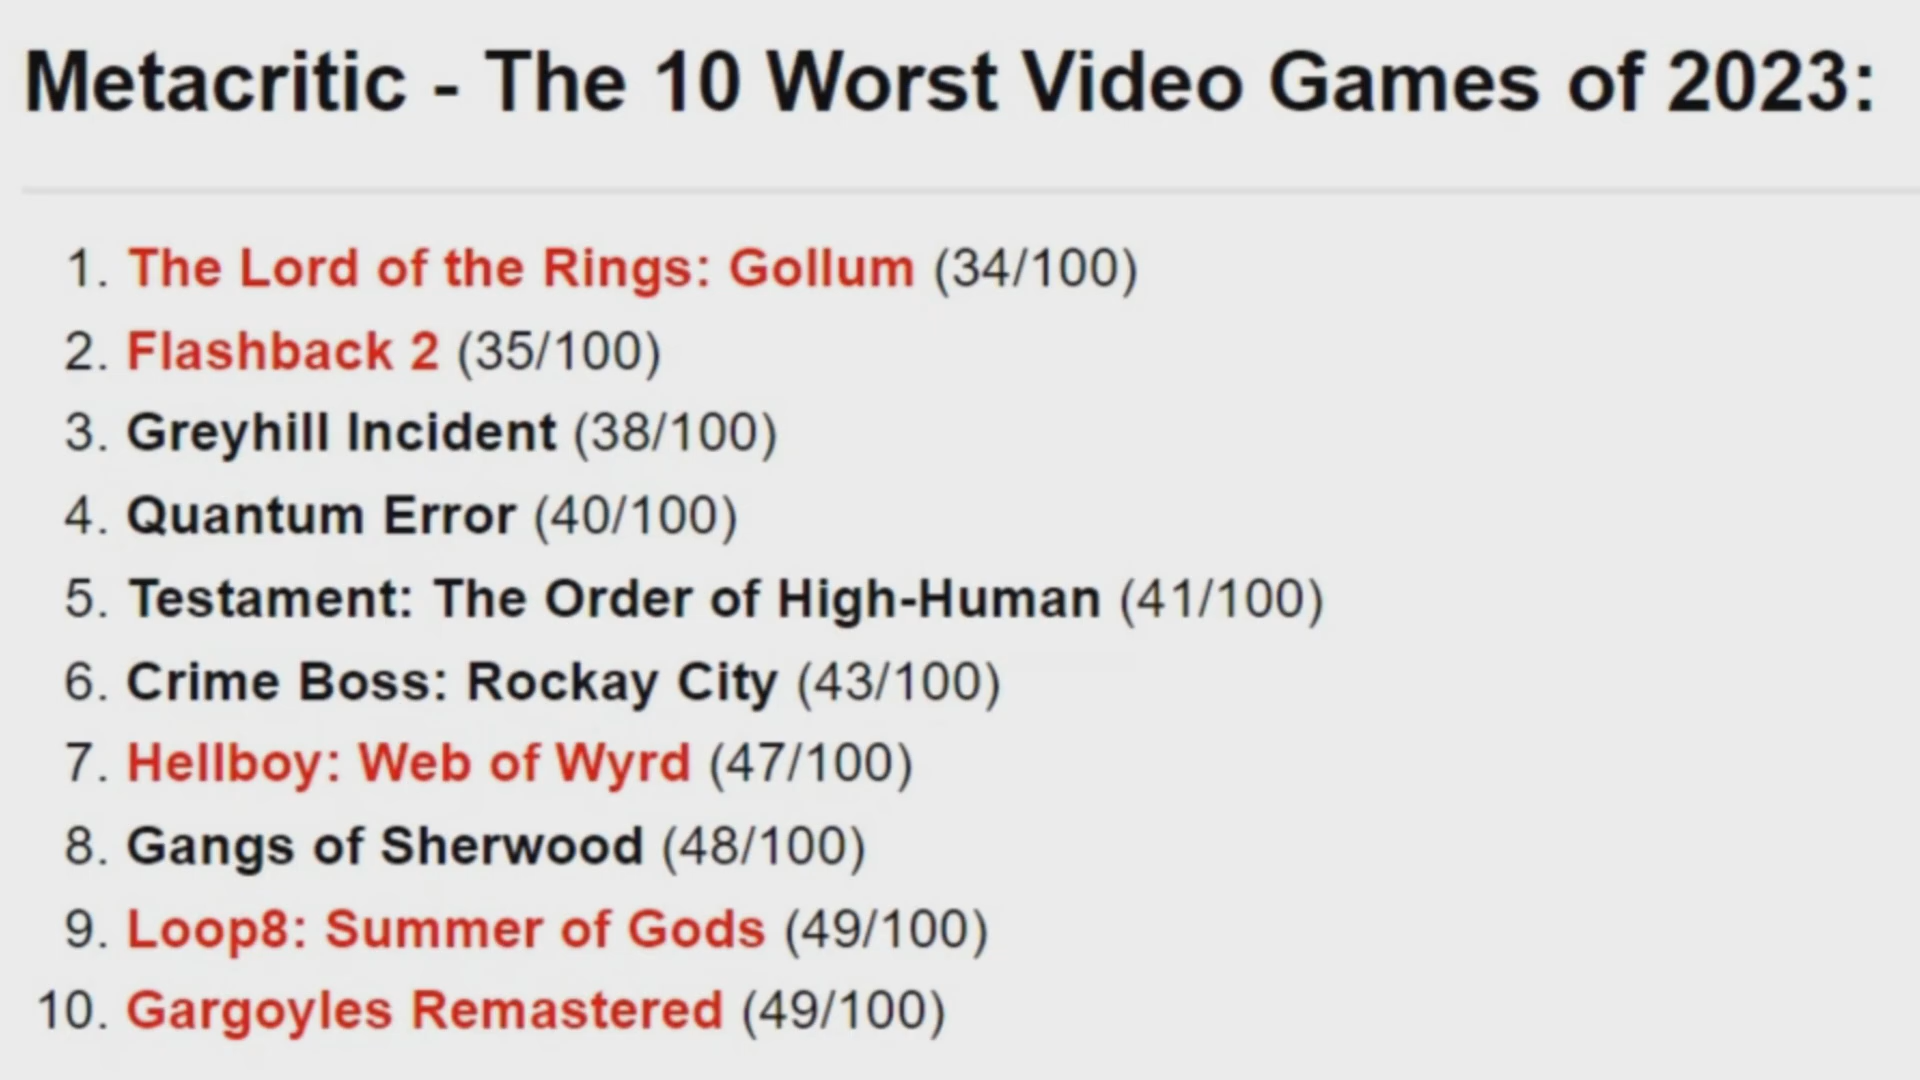 Metacritic - The 10 Worst Video Games of 2023:
1. The Lord of the Rings: Gollum (34/100)
2. Flashback 2 (35/100)
3. Greyhill Incident (38/100)
4. Quantum Error (40/100)
5. Testament: The Order of High-Human (41/100)
6. Crime Boss: Rockay City (43/100)
7. Hellboy: Web of Wyrd (47/100)
8. Gangs of Sherwood (48/100)
9. Loop8: Summer of Gods (49/100)
10. Gargoyles Remastered (49/100)